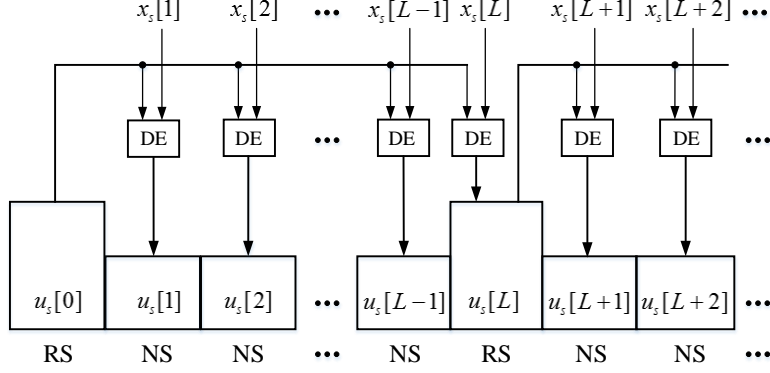 x_s[1] x_s[2] ••• x_s[L−1] x_s[L] x_s[L+1] x_s[L+2] •••
DE DE ••• DE DE DE DE •••
u_s[0] u_s[1] u_s[2] ••• u_s[L−1] u_s[L] u_s[L+1] u_s[L+2] •••
RS NS NS ••• NS RS NS NS •••